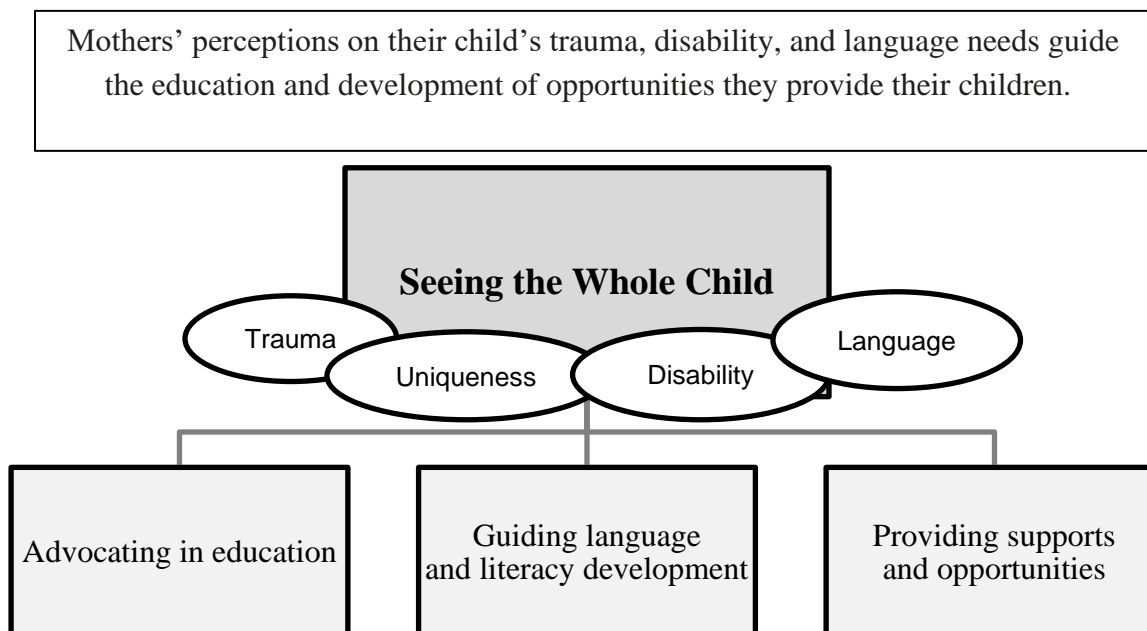 Mothers’ perceptions on their child’s trauma, disability, and language needs guide
the education and development of opportunities they provide their children.
Seeing the Whole Child
Trauma
Uniqueness
Disability
Language
Advocating in education
Guiding language
and literacy development
Providing supports
and opportunities